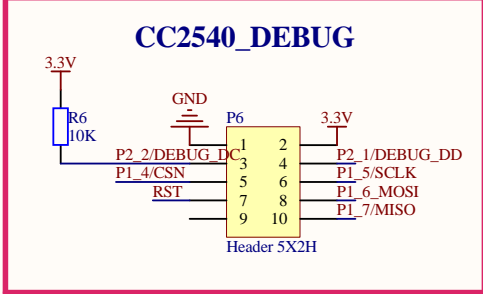 CC2540_DEBUG
3.3V
R6
10K
GND
P6
3.3V
1 2
P2_2/DEBUG_DC 3 4 P2_1/DEBUG_DD
P1_4/CSN 5 6 P1_5/SCLK
RST 7 8 P1_6_MOSI
9 10 P1_7/MISO
Header 5X2H